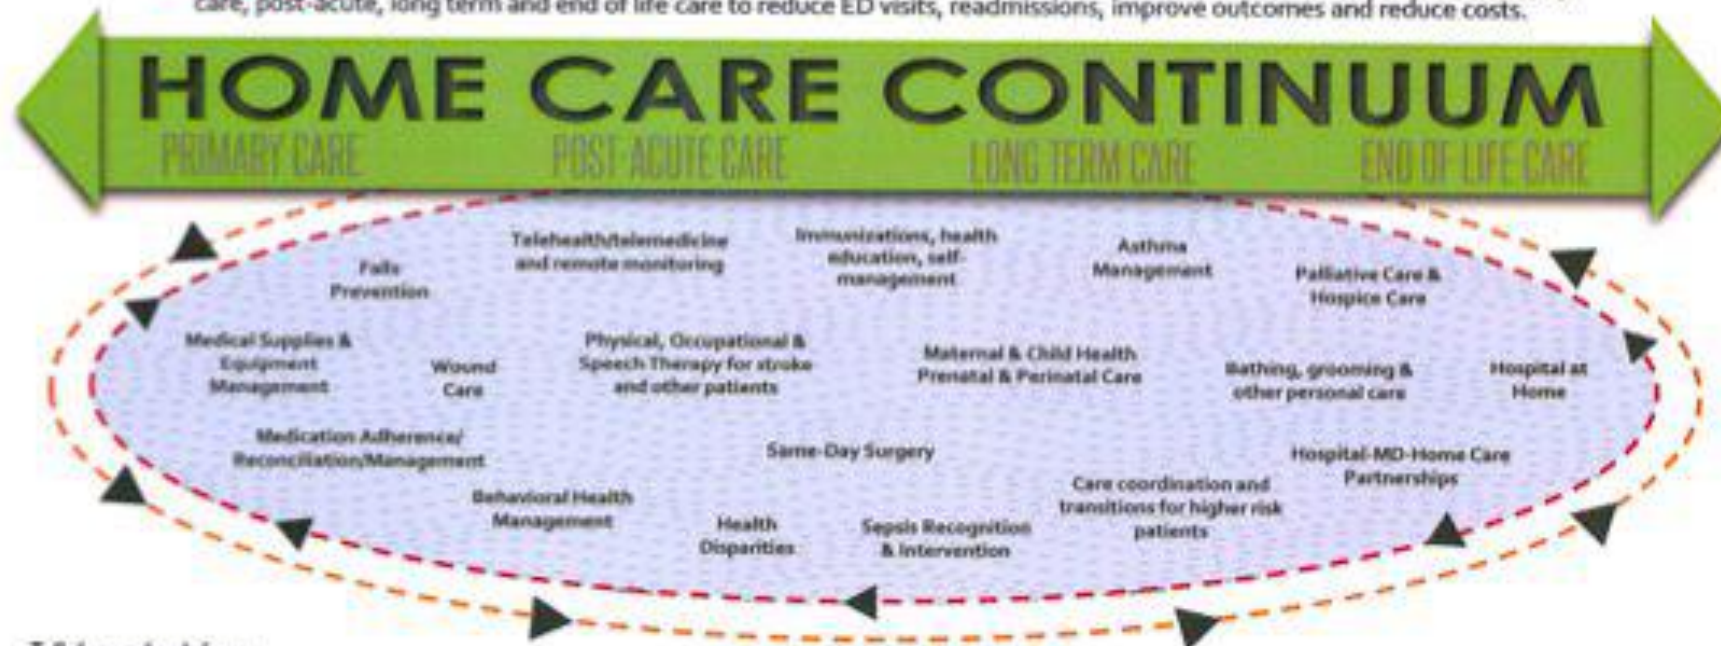 care, post-acute, long term and end of life care to reduce ED visits, readmissions, improve outcomes and reduce costs.
HOME CARE CONTINUUM
PRIMARY CARE POST-ACUTE CARE LONG TERM CARE END OF LIFE CARE
Falls
Prevention
Telehealth/telemedicine
and remote monitoring
Immunizations, health
education, self-
management
Asthma
Management
Palliative Care &
Hospice Care
Medical Supplies &
Equipment
Management
Wound
Care
Physical, Occupational &
Speech Therapy for stroke
and other patients
Maternal & Child Health
Prenatal & Perinatal Care
Bathing, grooming &
other personal care
Hospital at
Home
Medication Adherence/
Reconciliation/Management
Same-Day Surgery
Hospital-MD-Home Care
Partnerships
Behavioral Health
Management
Health
Disparities
Sepsis Recognition
& Intervention
Care coordination and
transitions for higher risk
patients